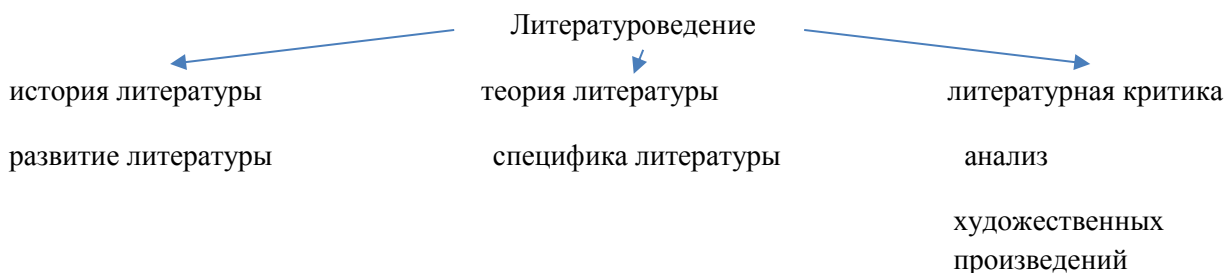 Литературоведение
история литературы теория литературы литературная критика
развитие литературы специфика литературы анализ
художественных
произведений